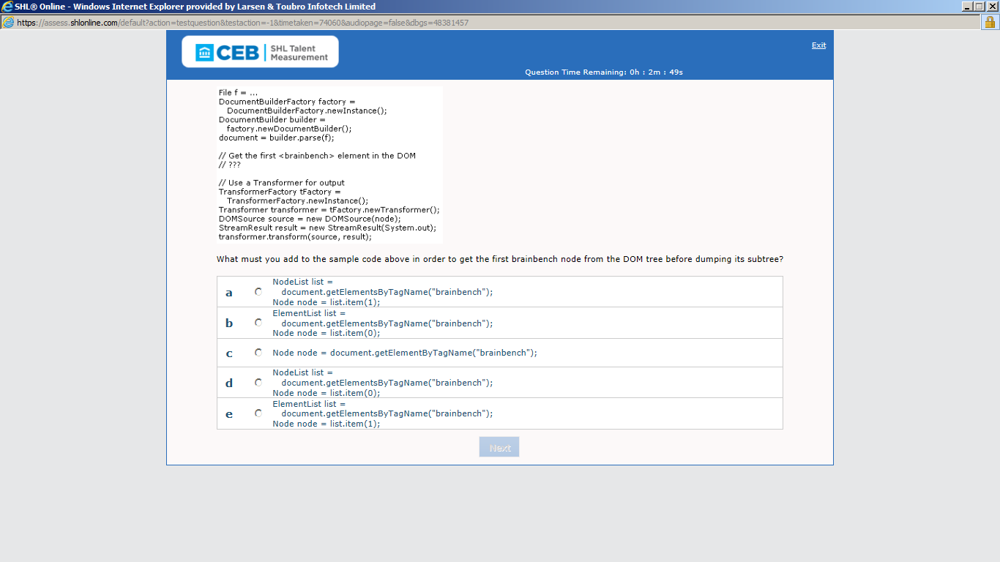 SHL® Online - Windows Internet Explorer provided by Larsen & Toubro Infotech Limited
https://assess.shlonline.com/default?action=testquestion&testaction=-1&timetaken=74060&audiopage=false&dbgs=48381457
CEB
SHL Talent
Measurement
Exit
Question Time Remaining: 0h : 2m : 49s
File f = ...
DocumentBuilderFactory factory =
DocumentBuilderFactory.newInstance();
DocumentBuilder builder =
factory.newDocumentBuilder();
document = builder.parse(f);
// Get the first <brainbench> element in the DOM
// ???
// Use a Transformer for output
TransformerFactory tFactory =
TransformerFactory.newInstance();
Transformer transformer = tFactory.newTransformer();
DOMSource source = new DOMSource(node);
StreamResult result = new StreamResult(System.out);
transformer.transform(source, result);
What must you add to the sample code above in order to get the first brainbench node from the DOM tree before dumping its subtree?
a
NodeList list =
document.getElementsByTagName("brainbench");
Node node = list.item(1);
b
ElementList list =
document.getElementsByTagName("brainbench");
Node node = list.item(0);
c
Node node = document.getElementByTagName("brainbench");
d
NodeList list =
document.getElementsByTagName("brainbench");
Node node = list.item(0);
e
ElementList list =
document.getElementsByTagName("brainbench");
Node node = list.item(1);
Next